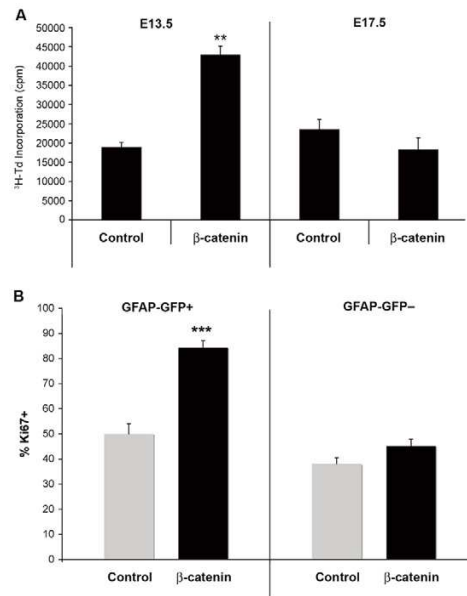 A
E13.5
E17.5
³H-Td Incorporation (cpm)
50000
45000
40000
35000
30000
25000
20000
15000
10000
5000
0
**
Control
β-catenin
Control
β-catenin
B
GFAP-GFP+
GFAP-GFP–
% Ki67+
100
90
80
70
60
50
40
30
20
10
0
***
Control
β-catenin
Control
β-catenin